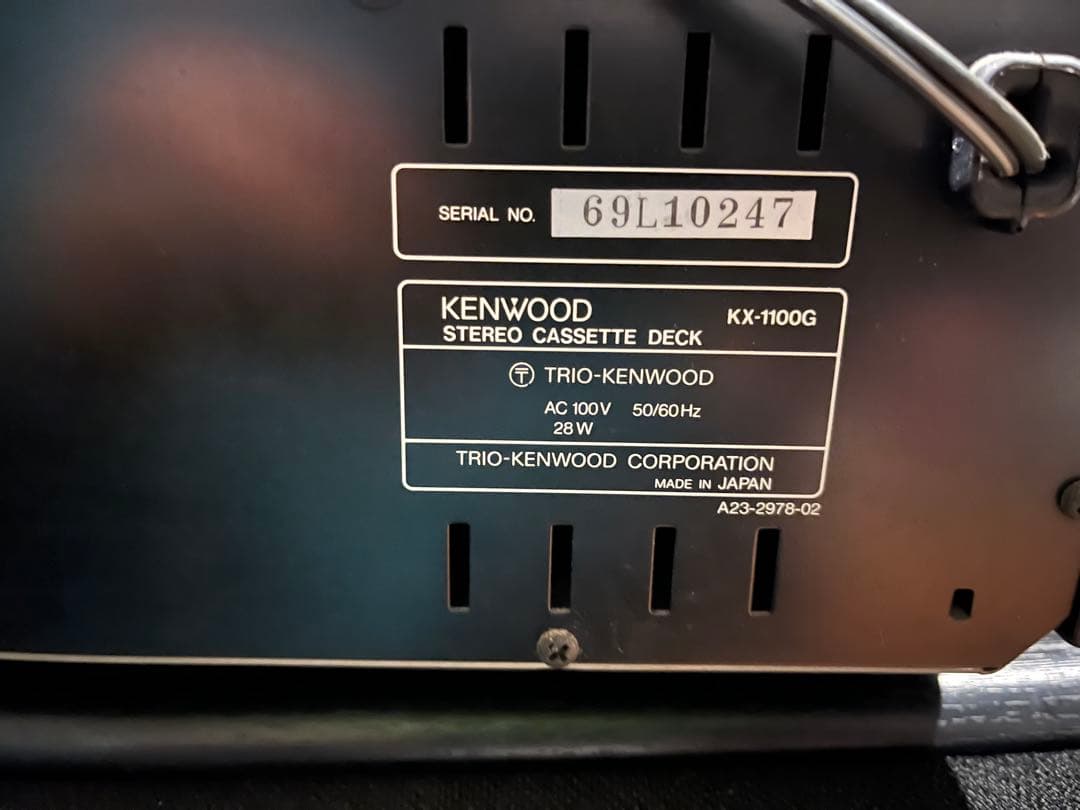 SERIAL NO. 69L10247
KENWOOD KX-1100G
STEREO CASSETTE DECK
〶 TRIO-KENWOOD
AC 100V 50/60Hz
28W
TRIO-KENWOOD CORPORATION
MADE IN JAPAN
A23-2978-02